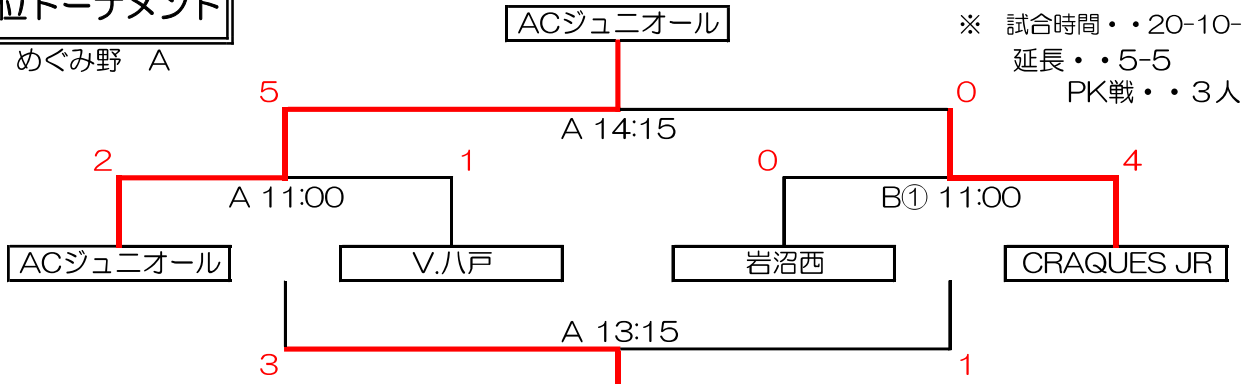 位トーナメント
めぐみ野 A
ACジュニオール
※ 試合時間・・20-10-
延長・・5-5
PK戦・・3人
5
0
A 14:15
2
1
0
4
A 11:00
B① 11:00
ACジュニオール
V.八戸
岩沼西
CRAQUES JR
A 13:15
3
1